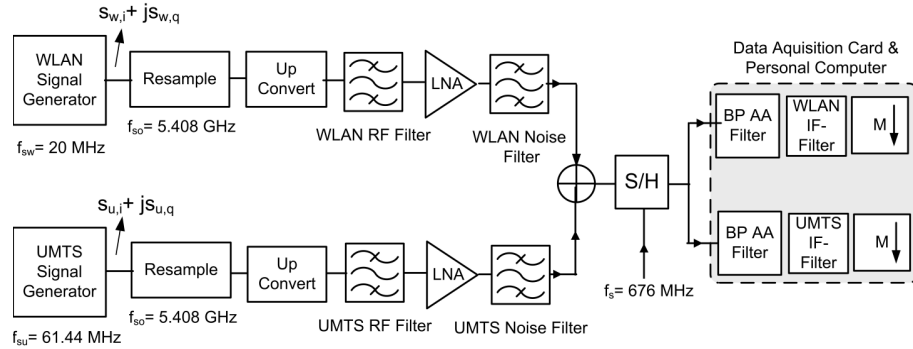 s_w,i + js_w,q
WLAN
Signal
Generator
Resample
Up
Convert
LNA
f_sw = 20 MHz
f_so = 5.408 GHz
WLAN RF Filter
WLAN Noise
Filter
Data Aquisition Card &
Personal Computer
BP AA
Filter
WLAN
IF-
Filter
M
S/H
f_s = 676 MHz
BP AA
Filter
UMTS
IF-
Filter
M
s_u,i + js_u,q
UMTS
Signal
Generator
Resample
Up
Convert
LNA
f_su = 61.44 MHz
f_so = 5.408 GHz
UMTS RF Filter
UMTS Noise Filter